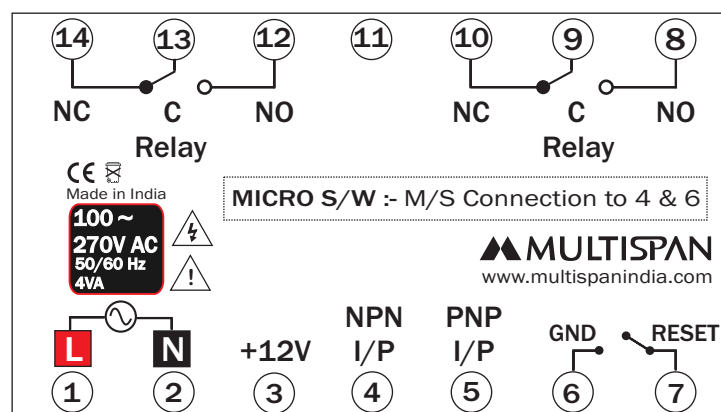 14 13 12 11 10 9 8
NC C NO NC C NO
Relay Relay
CE
Made in India
MICRO S/W :- M/S Connection to 4 & 6
100 ~
270V AC
50/60 Hz
4VA
MULTISPAN
www.multispanindia.com
L N +12V NPN I/P PNP I/P GND RESET
1 2 3 4 5 6 7